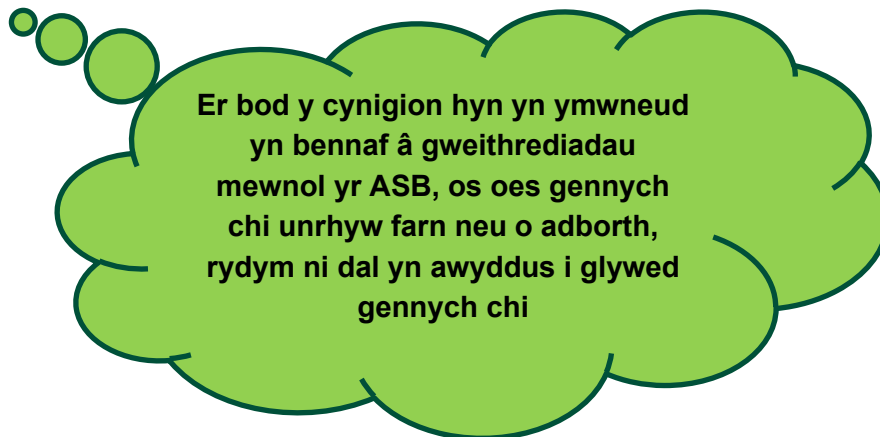 Er bod y cynigion hyn yn ymwneud
yn bennaf â gweithrediadau
mewnol yr ASB, os oes gennych
chi unrhyw farn neu o adborth,
rydym ni dal yn awyddus i glywed
gennych chi